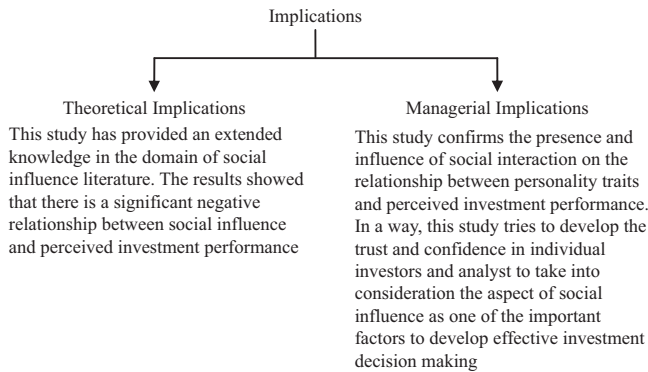 Implications
Theoretical Implications
This study has provided an extended
knowledge in the domain of social
influence literature. The results showed
that there is a significant negative
relationship between social influence
and perceived investment performance
Managerial Implications
This study confirms the presence and
influence of social interaction on the
relationship between personality traits
and perceived investment performance.
In a way, this study tries to develop the
trust and confidence in individual
investors and analyst to take into
consideration the aspect of social
influence as one of the important
factors to develop effective investment
decision making